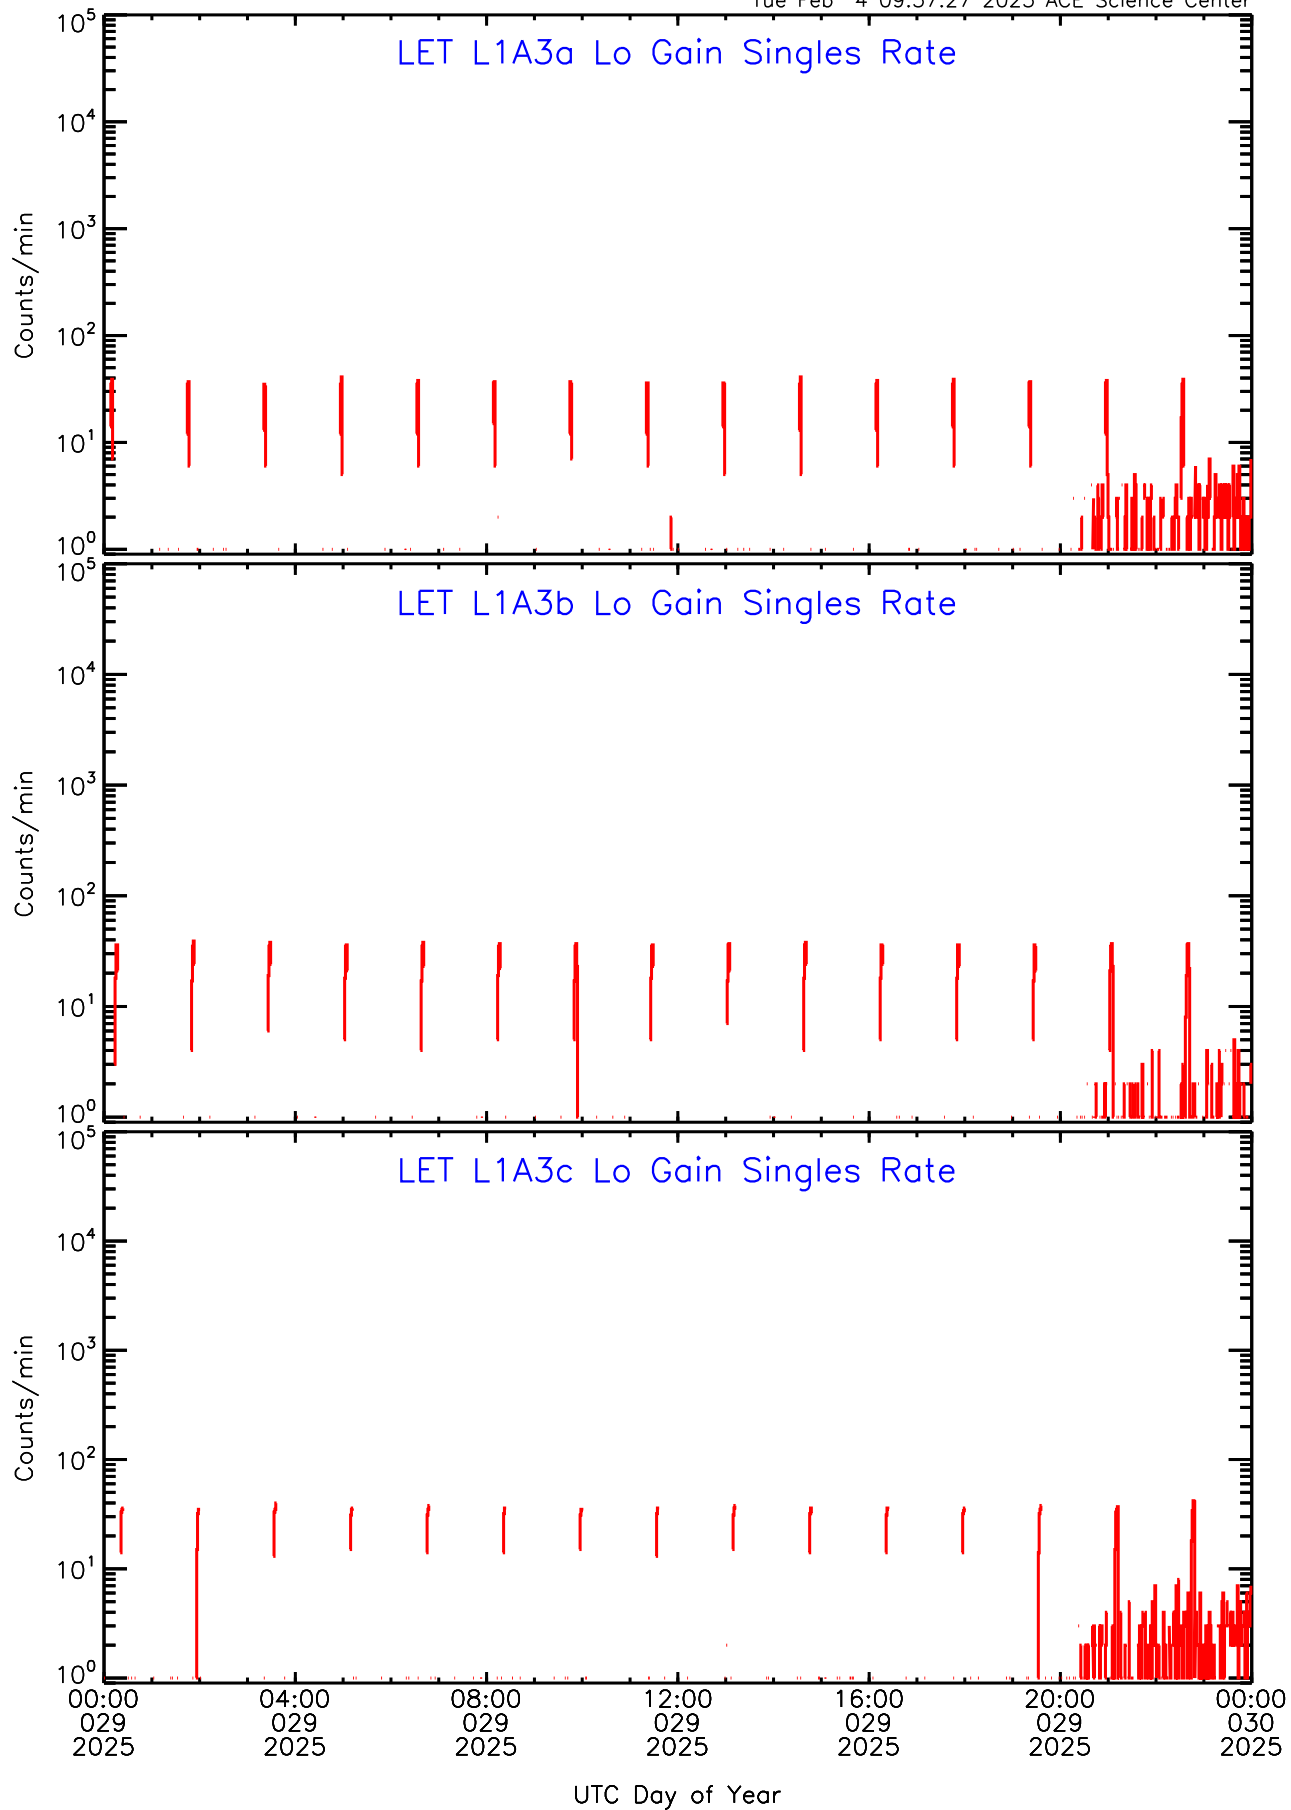 Tue Feb 4 09:57:27 2025 ACE Science Center
LET L1A3a Lo Gain Singles Rate
10^5
10^4
10^3
10^2
10^1
10^0
Counts/min
LET L1A3b Lo Gain Singles Rate
10^5
10^4
10^3
10^2
10^1
10^0
Counts/min
LET L1A3c Lo Gain Singles Rate
10^5
10^4
10^3
10^2
10^1
10^0
Counts/min
00:00 04:00 08:00 12:00 16:00 20:00 00:00
029 029 029 029 029 029 030
2025 2025 2025 2025 2025 2025 2025
UTC Day of Year